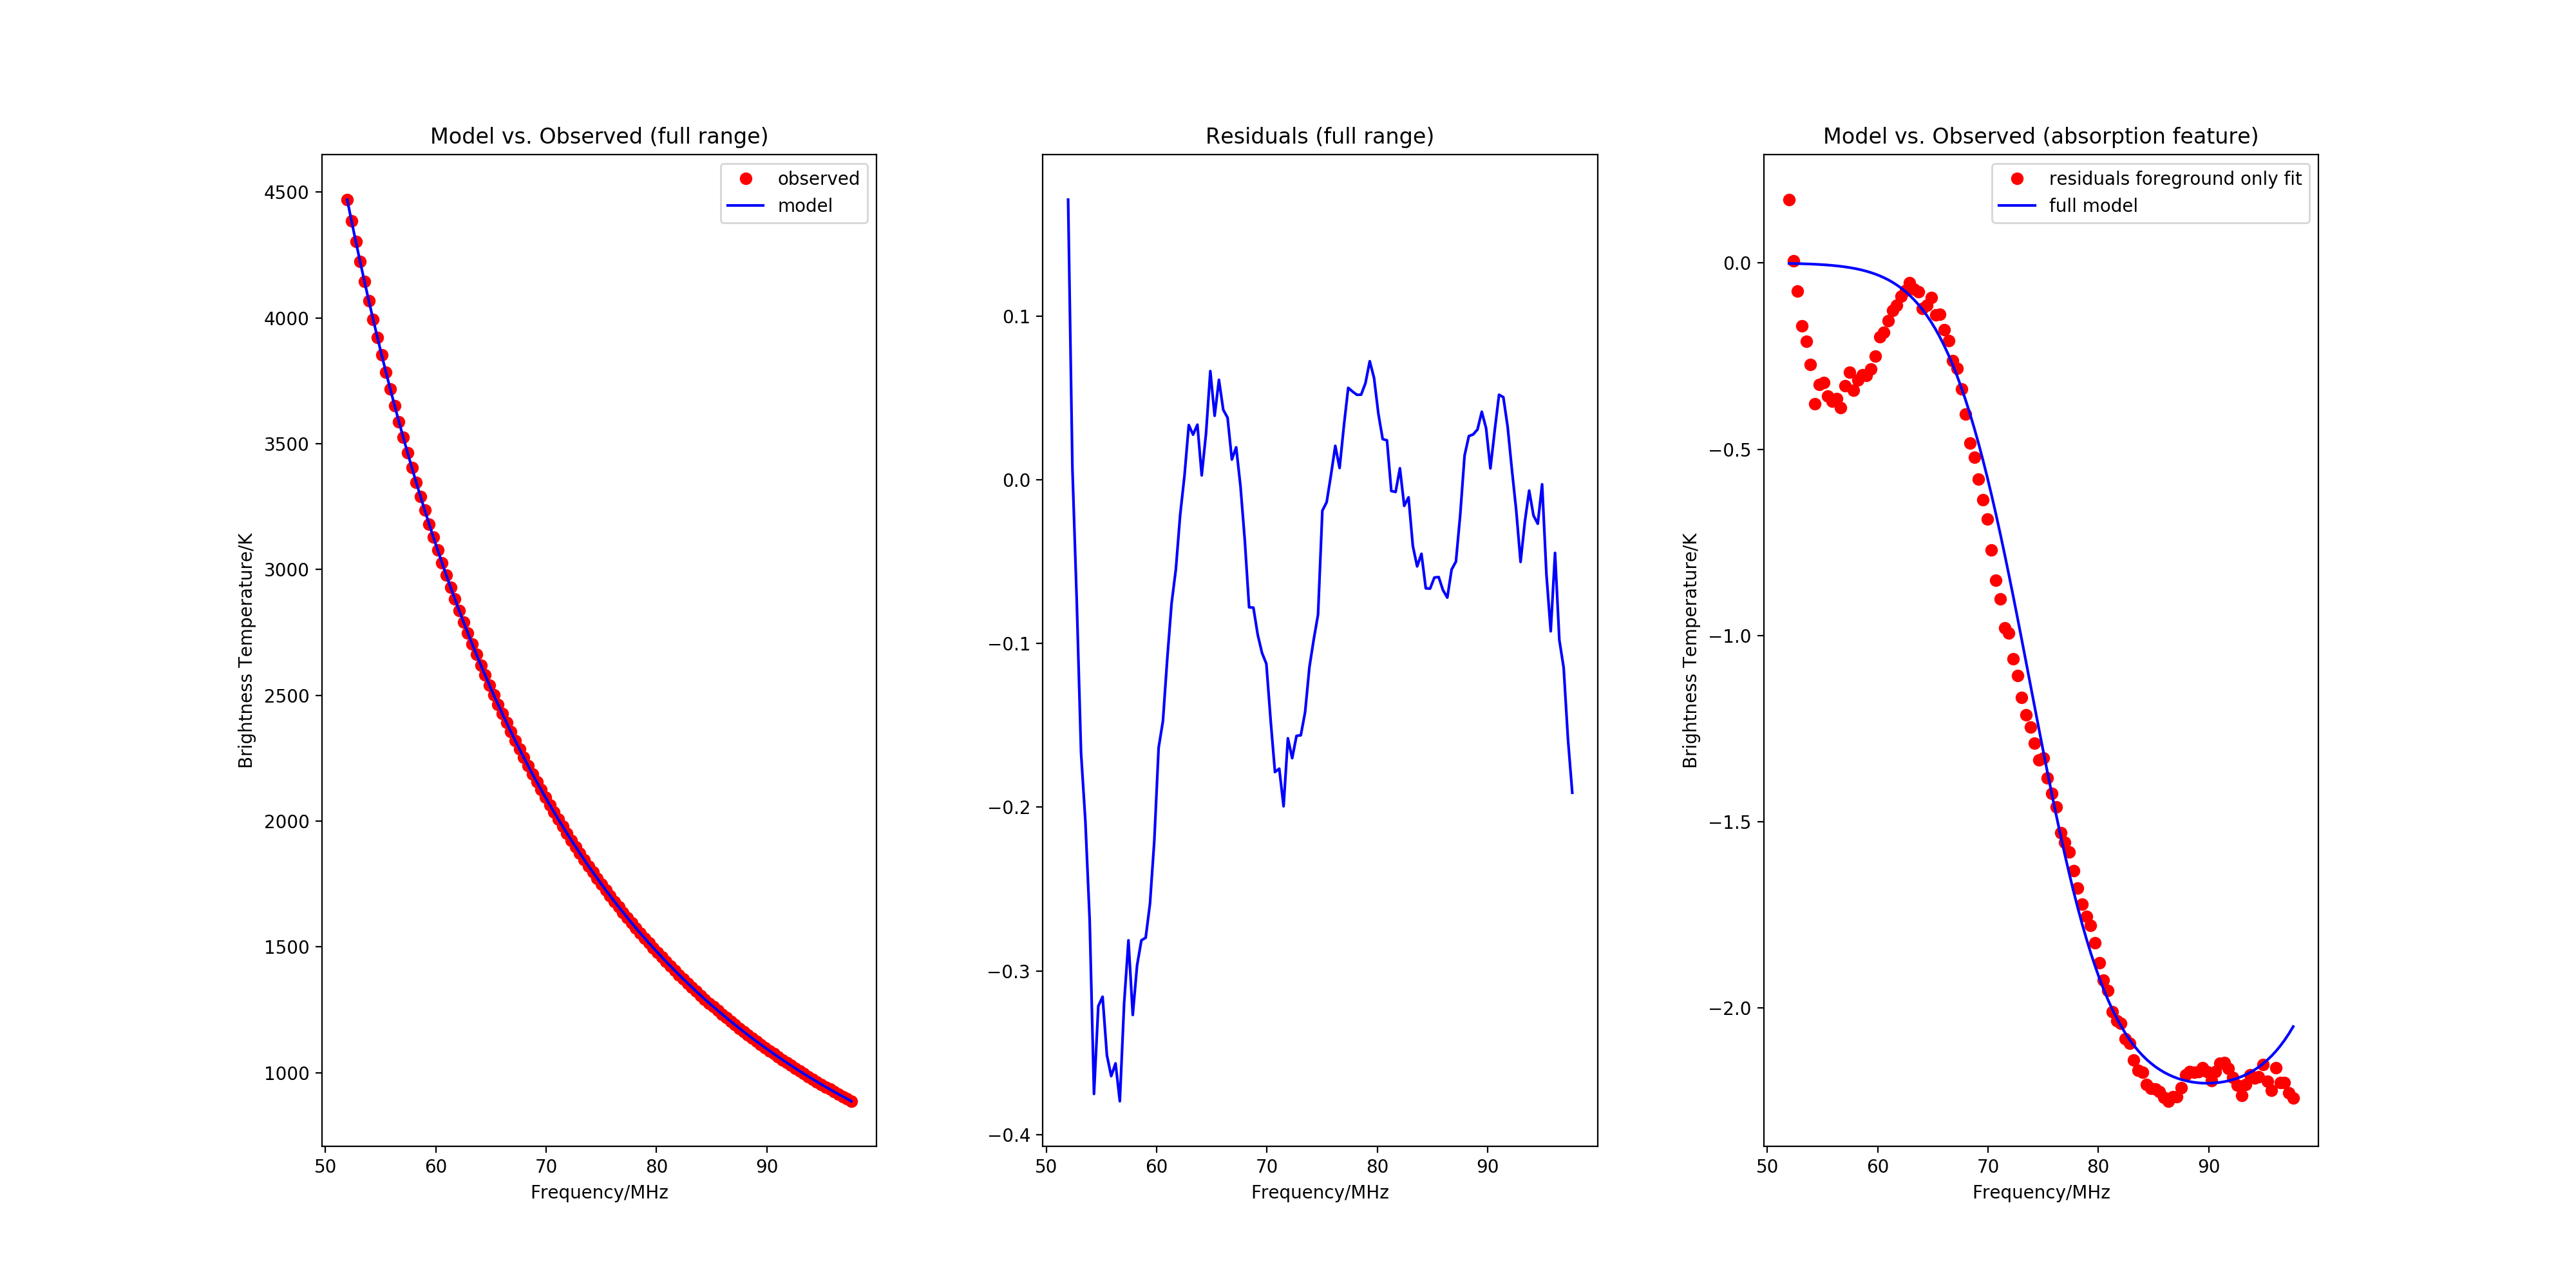 Model vs. Observed (full range)
observed
model
4500
4000
3500
3000
2500
2000
1500
1000
50 60 70 80 90
Brightness Temperature/K
Frequency/MHz
Residuals (full range)
0.1
0.0
−0.1
−0.2
−0.3
−0.4
50 60 70 80 90
Frequency/MHz
Model vs. Observed (absorption feature)
residuals foreground only fit
full model
0.0
−0.5
−1.0
−1.5
−2.0
50 60 70 80 90
Brightness Temperature/K
Frequency/MHz